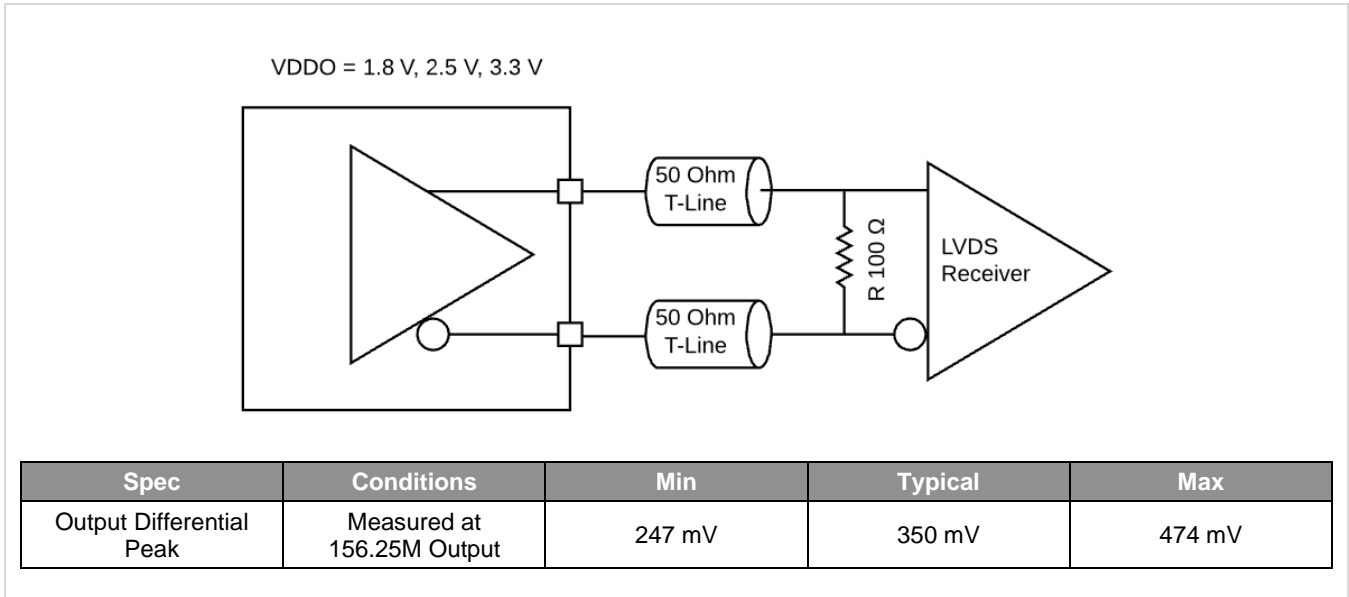 VDDO = 1.8 V, 2.5 V, 3.3 V
50 Ohm
T-Line
R 100 Ω
LVDS
Receiver
50 Ohm
T-Line
Spec Conditions Min Typical Max
Output Differential
Peak
Measured at
156.25M Output
247 mV 350 mV 474 mV